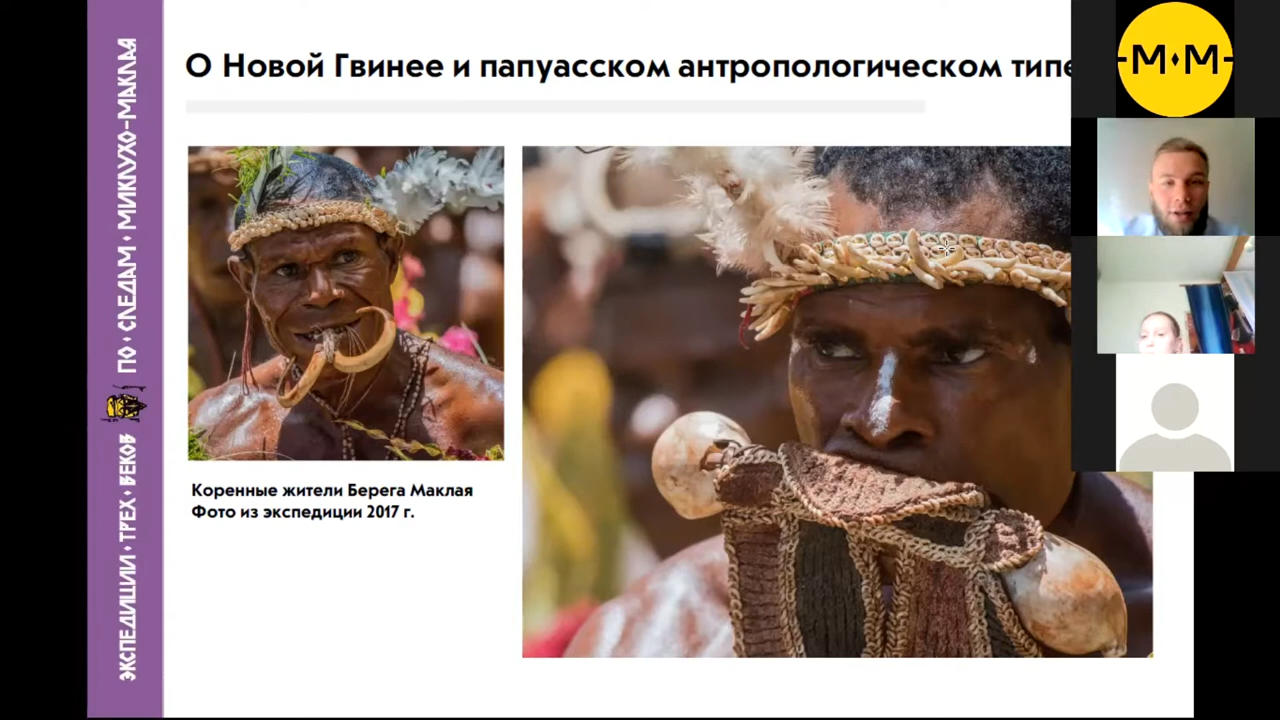 О Новой Гвинее и папуасском антропологическом типе
Коренные жители Берега Маклая
Фото из экспедиции 2017 г.
ЭКСПЕДИЦИИ • ТРЕХ • ВЕКОВ
ПО • СЛЕДАМ • МИКЛУХО-МАКЛАЯ
-М•М-